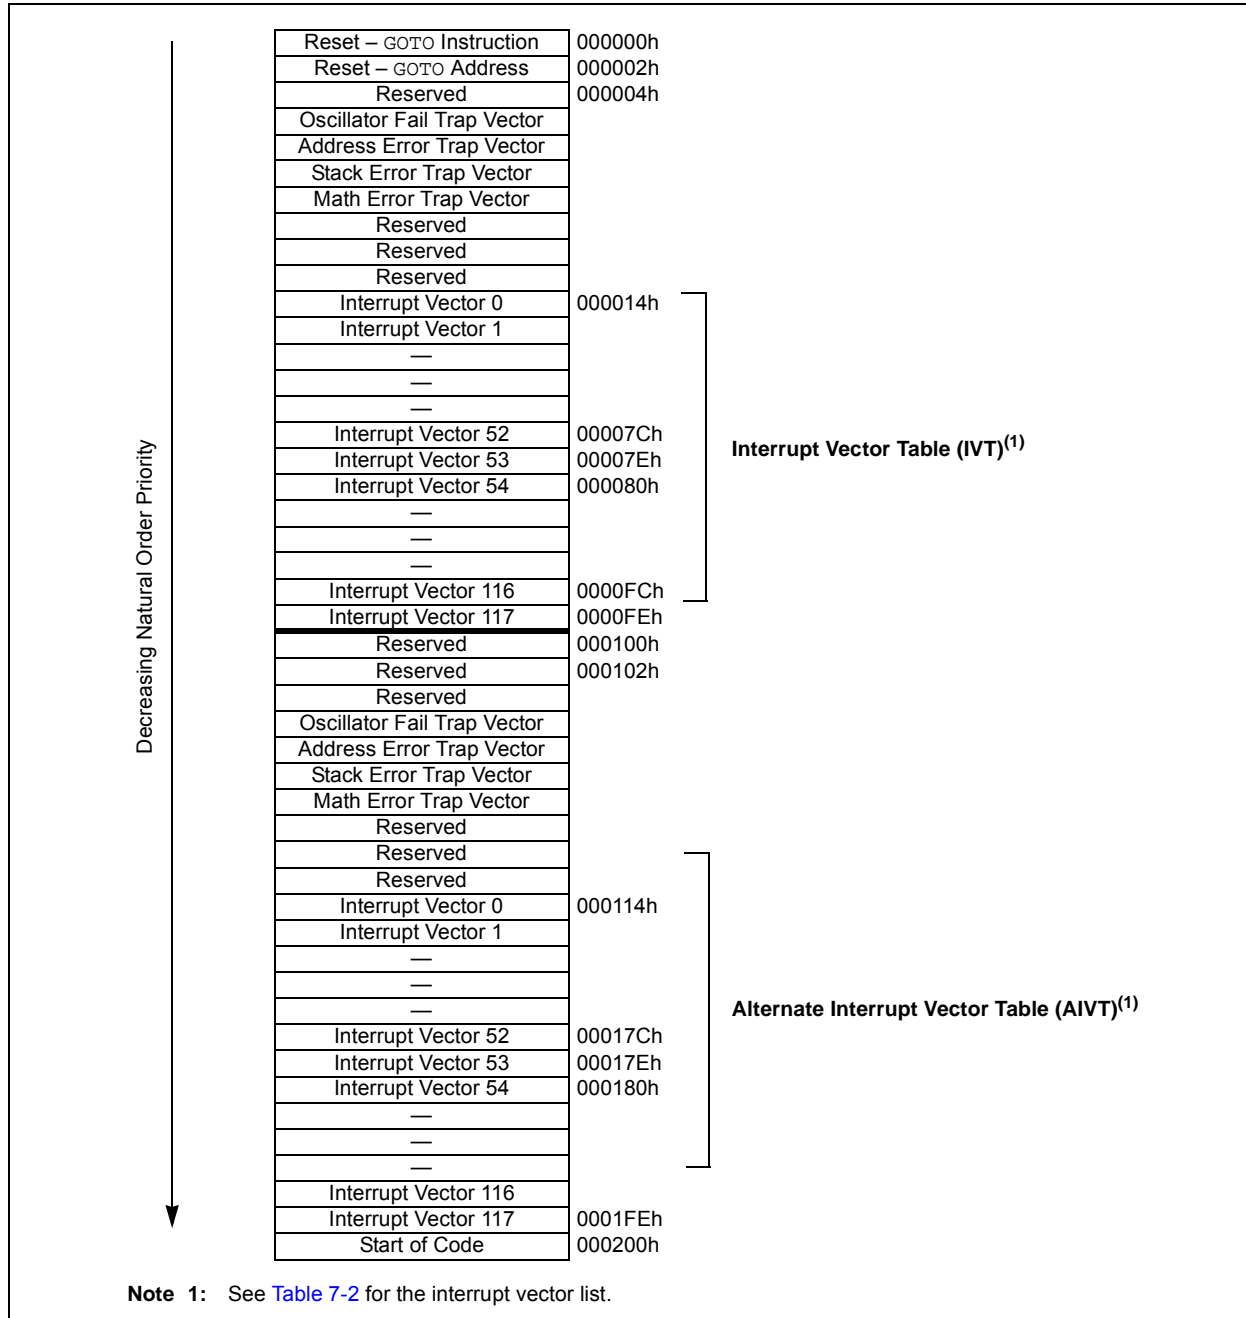 Reset – GOTO Instruction 000000h
Reset – GOTO Address 000002h
Reserved 000004h
Oscillator Fail Trap Vector
Address Error Trap Vector
Stack Error Trap Vector
Math Error Trap Vector
Reserved
Reserved
Reserved
Interrupt Vector 0 000014h
Interrupt Vector 1
—
—
—
Interrupt Vector 52 00007Ch
Interrupt Vector 53 00007Eh
Interrupt Vector 54 000080h
—
—
—
Interrupt Vector 116 0000FCh
Interrupt Vector 117 0000FEh
Reserved 000100h
Reserved 000102h
Reserved
Oscillator Fail Trap Vector
Address Error Trap Vector
Stack Error Trap Vector
Math Error Trap Vector
Reserved
Reserved
Reserved
Interrupt Vector 0 000114h
Interrupt Vector 1
—
—
—
Interrupt Vector 52 00017Ch
Interrupt Vector 53 00017Eh
Interrupt Vector 54 000180h
—
—
—
Interrupt Vector 116
Interrupt Vector 117 0001FEh
Start of Code 000200h
Decreasing Natural Order Priority
Interrupt Vector Table (IVT)(1)
Alternate Interrupt Vector Table (AIVT)(1)
Note 1: See Table 7-2 for the interrupt vector list.